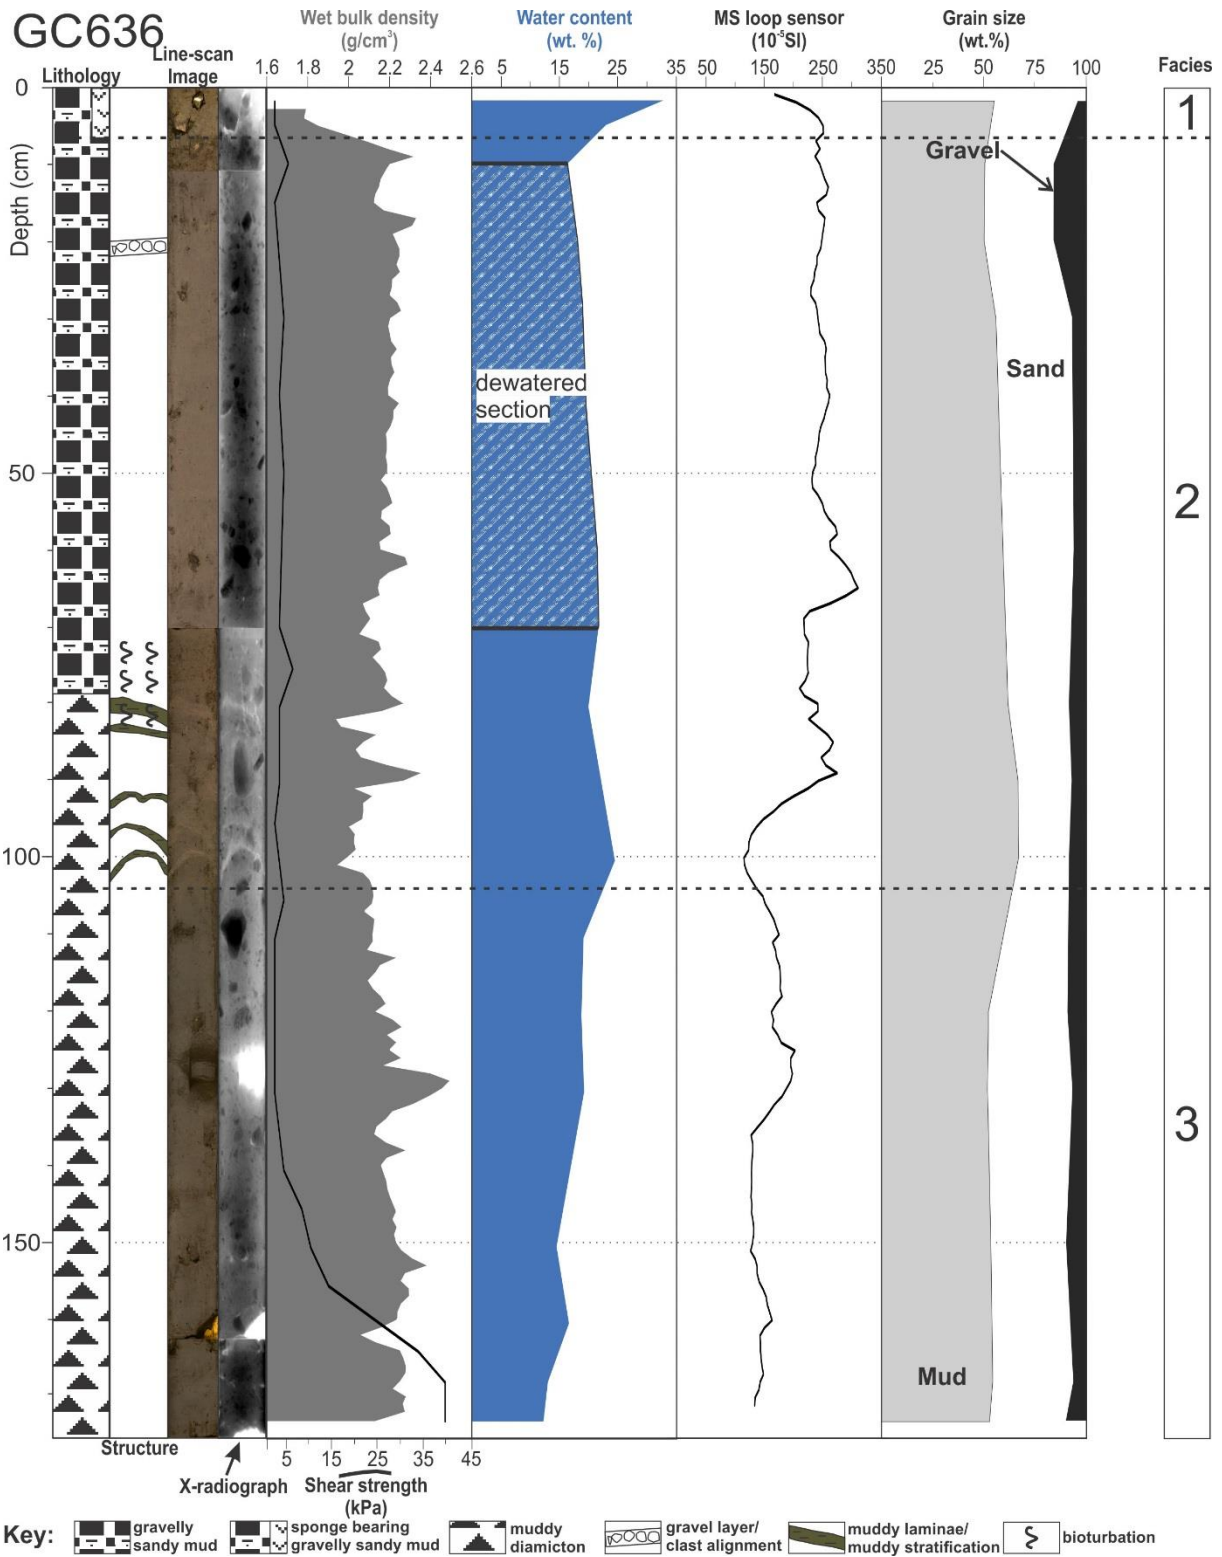 GC636
Wet bulk density
(g/cm³)
Water content
(wt. %)
MS loop sensor
(10⁻⁵SI)
Grain size
(wt.%)
Line-scan
Image
Lithology
Facies
1.6 1.8 2 2.2 2.4 2.6
5 15 25 35
50 150 250 350
25 50 75 100
0
50
100
150
Depth (cm)
1
Gravel
Sand
dewatered
section
2
3
Mud
Structure
X-radiograph
5 15 25 35 45
Shear strength
(kPa)
Key:
gravelly
sandy mud
sponge bearing
gravelly sandy mud
muddy
diamicton
gravel layer/
clast alignment
muddy laminae/
muddy stratification
bioturbation